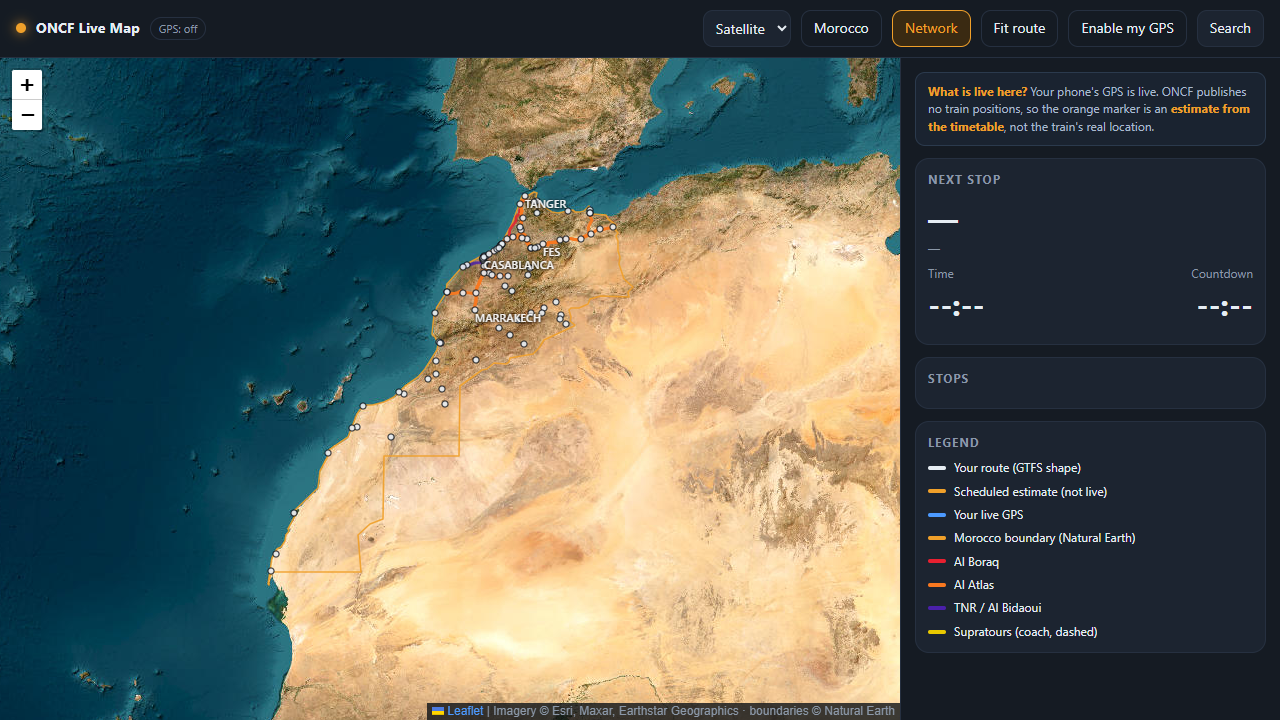 ONCF Live Map
GPS: off
Satellite
Morocco
Network
Fit route
Enable my GPS
Search
+
−
TANGER
FES
CASABLANCA
MARRAKECH
Leaflet | Imagery © Esri, Maxar, Earthstar Geographics · boundaries © Natural Earth
What is live here? Your phone's GPS is live. ONCF publishes
no train positions, so the orange marker is an estimate from
the timetable, not the train's real location.
NEXT STOP
—
—
Time
Countdown
--:--
--:--
STOPS
LEGEND
Your route (GTFS shape)
Scheduled estimate (not live)
Your live GPS
Morocco boundary (Natural Earth)
Al Boraq
Al Atlas
TNR / Al Bidaoui
Supratours (coach, dashed)